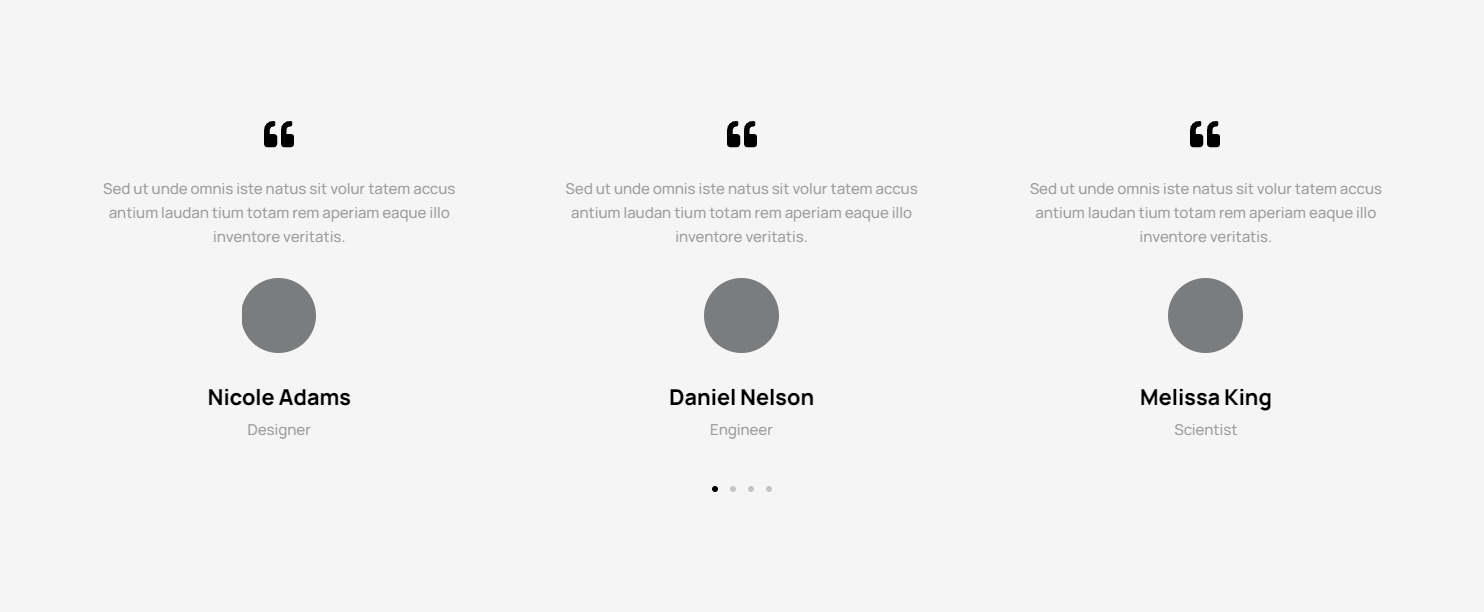 Sed ut unde omnis iste natus sit volur tatem accus
antium laudan tium totam rem aperiam eaque illo
inventore veritatis.
Nicole Adams
Designer
Sed ut unde omnis iste natus sit volur tatem accus
antium laudan tium totam rem aperiam eaque illo
inventore veritatis.
Daniel Nelson
Engineer
Sed ut unde omnis iste natus sit volur tatem accus
antium laudan tium totam rem aperiam eaque illo
inventore veritatis.
Melissa King
Scientist